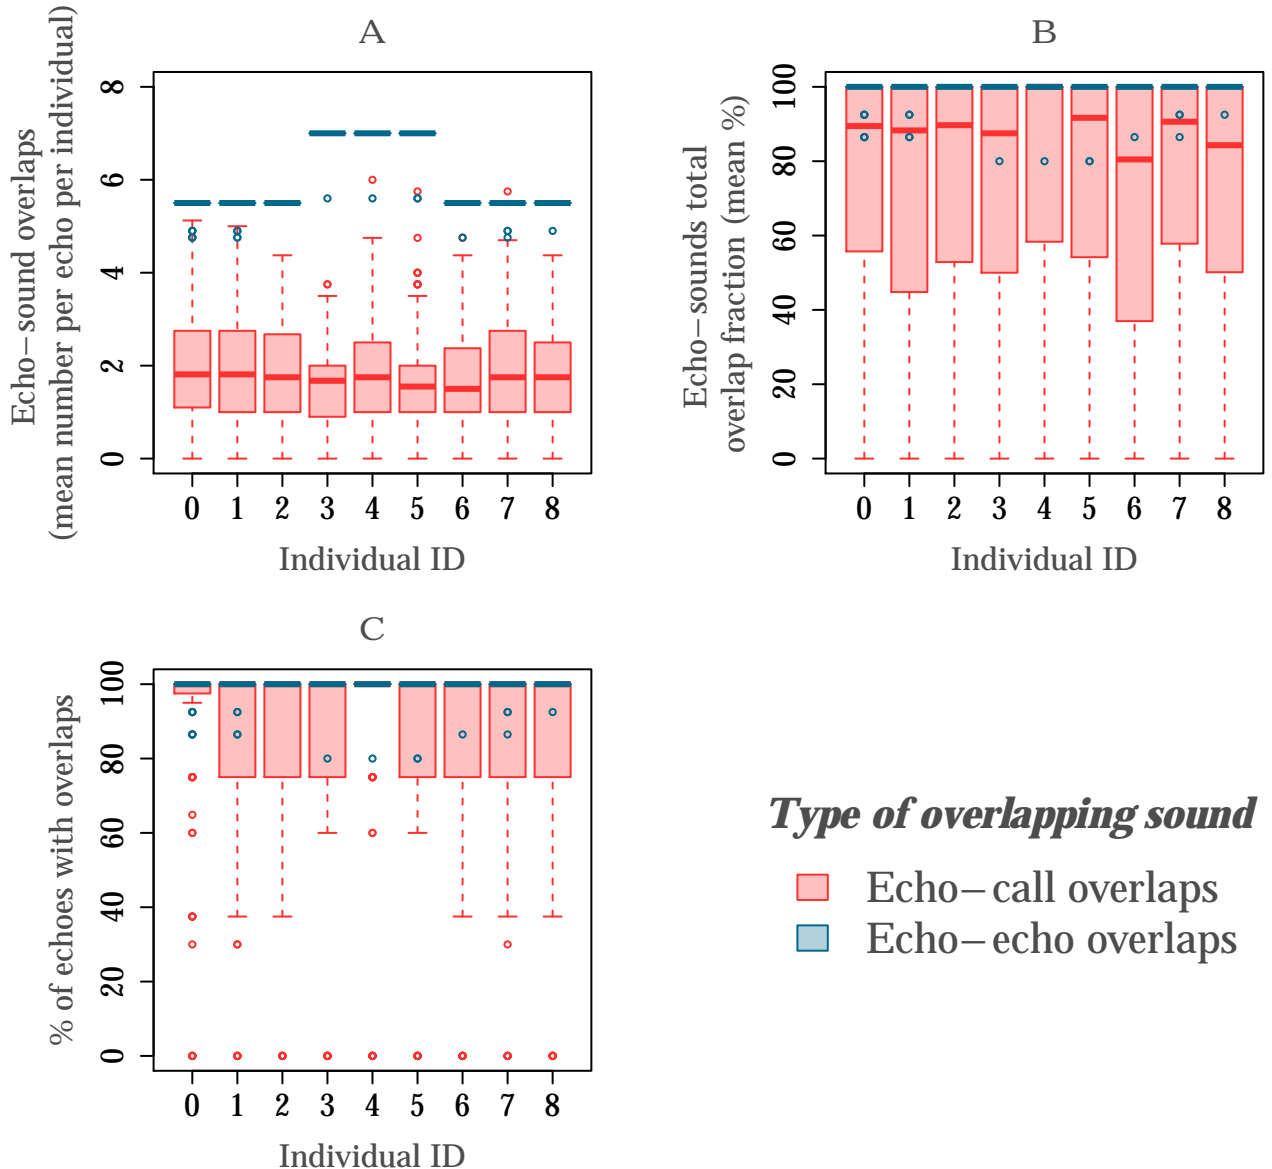 A
Echo−sound overlaps
(mean number per echo per individual)
8
6
4
2
0
0 1 2 3 4 5 6 7 8
Individual ID
B
Echo−sounds total
overlap fraction (mean %)
100
80
60
40
20
0
0 1 2 3 4 5 6 7 8
Individual ID
C
% of echoes with overlaps
100
80
60
40
20
0
0 1 2 3 4 5 6 7 8
Individual ID
Type of overlapping sound
Echo−call overlaps
Echo−echo overlaps